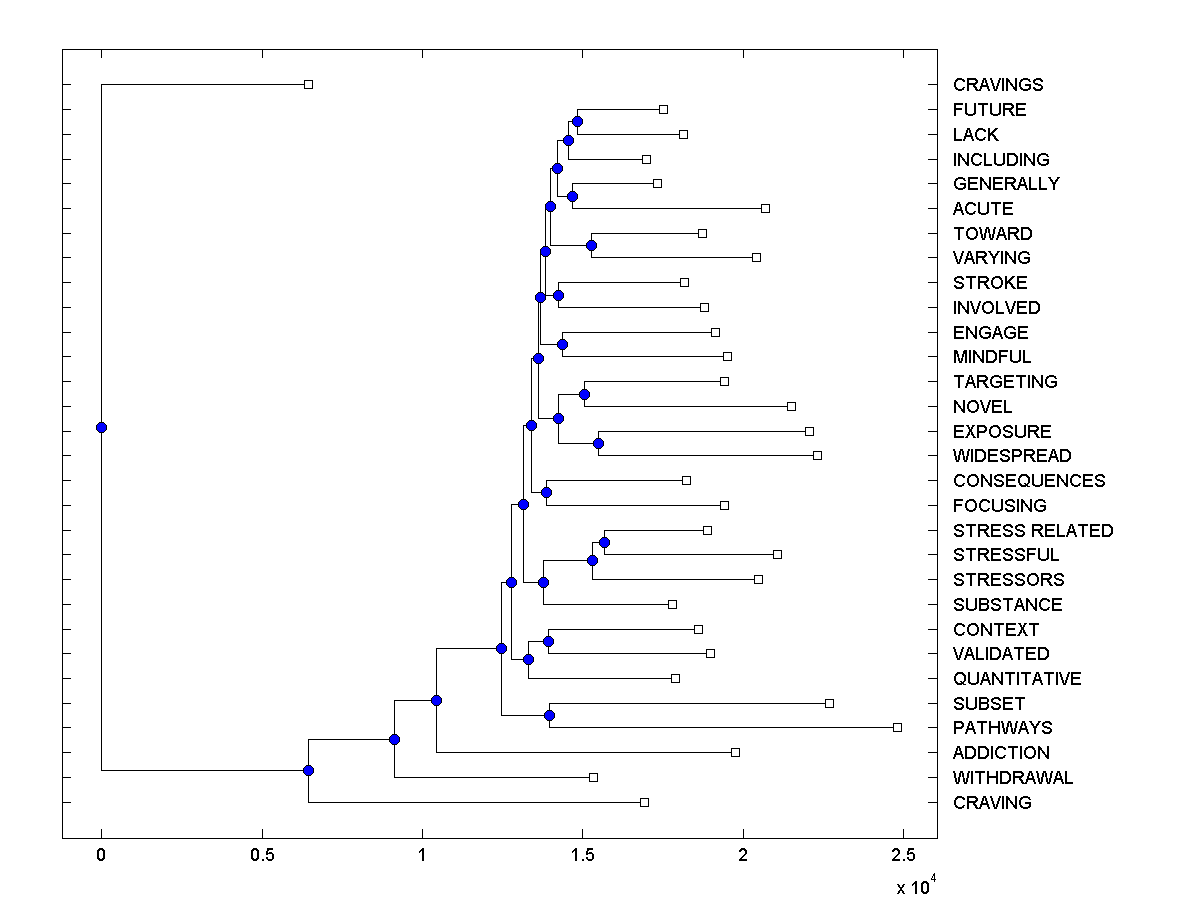 CRAVINGS
FUTURE
LACK
INCLUDING
GENERALLY
ACUTE
TOWARD
VARYING
STROKE
INVOLVED
ENGAGE
MINDFUL
TARGETING
NOVEL
EXPOSURE
WIDESPREAD
CONSEQUENCES
FOCUSING
STRESS RELATED
STRESSFUL
STRESSORS
SUBSTANCE
CONTEXT
VALIDATED
QUANTITATIVE
SUBSET
PATHWAYS
ADDICTION
WITHDRAWAL
CRAVING
0 0.5 1 1.5 2 2.5
x 10^4